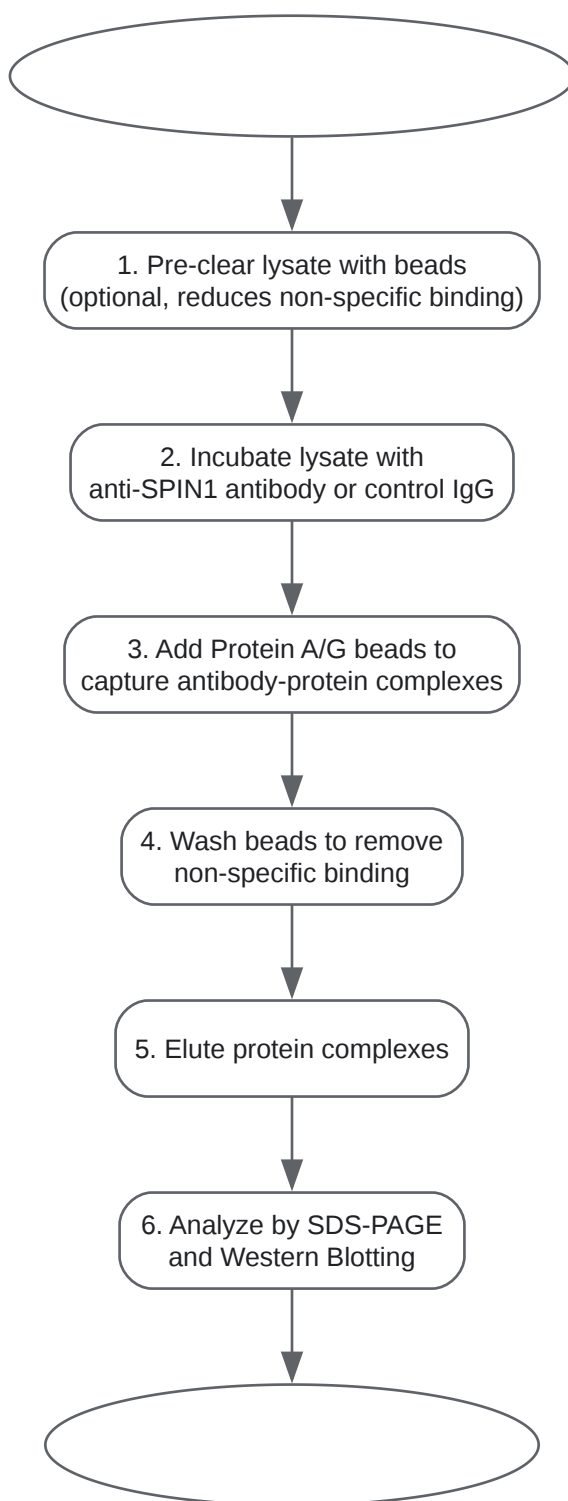 1. Pre-clear lysate with beads
(optional, reduces non-specific binding)
2. Incubate lysate with
anti-SPIN1 antibody or control IgG
3. Add Protein A/G beads to
capture antibody-protein complexes
4. Wash beads to remove
non-specific binding
5. Elute protein complexes
6. Analyze by SDS-PAGE
and Western Blotting